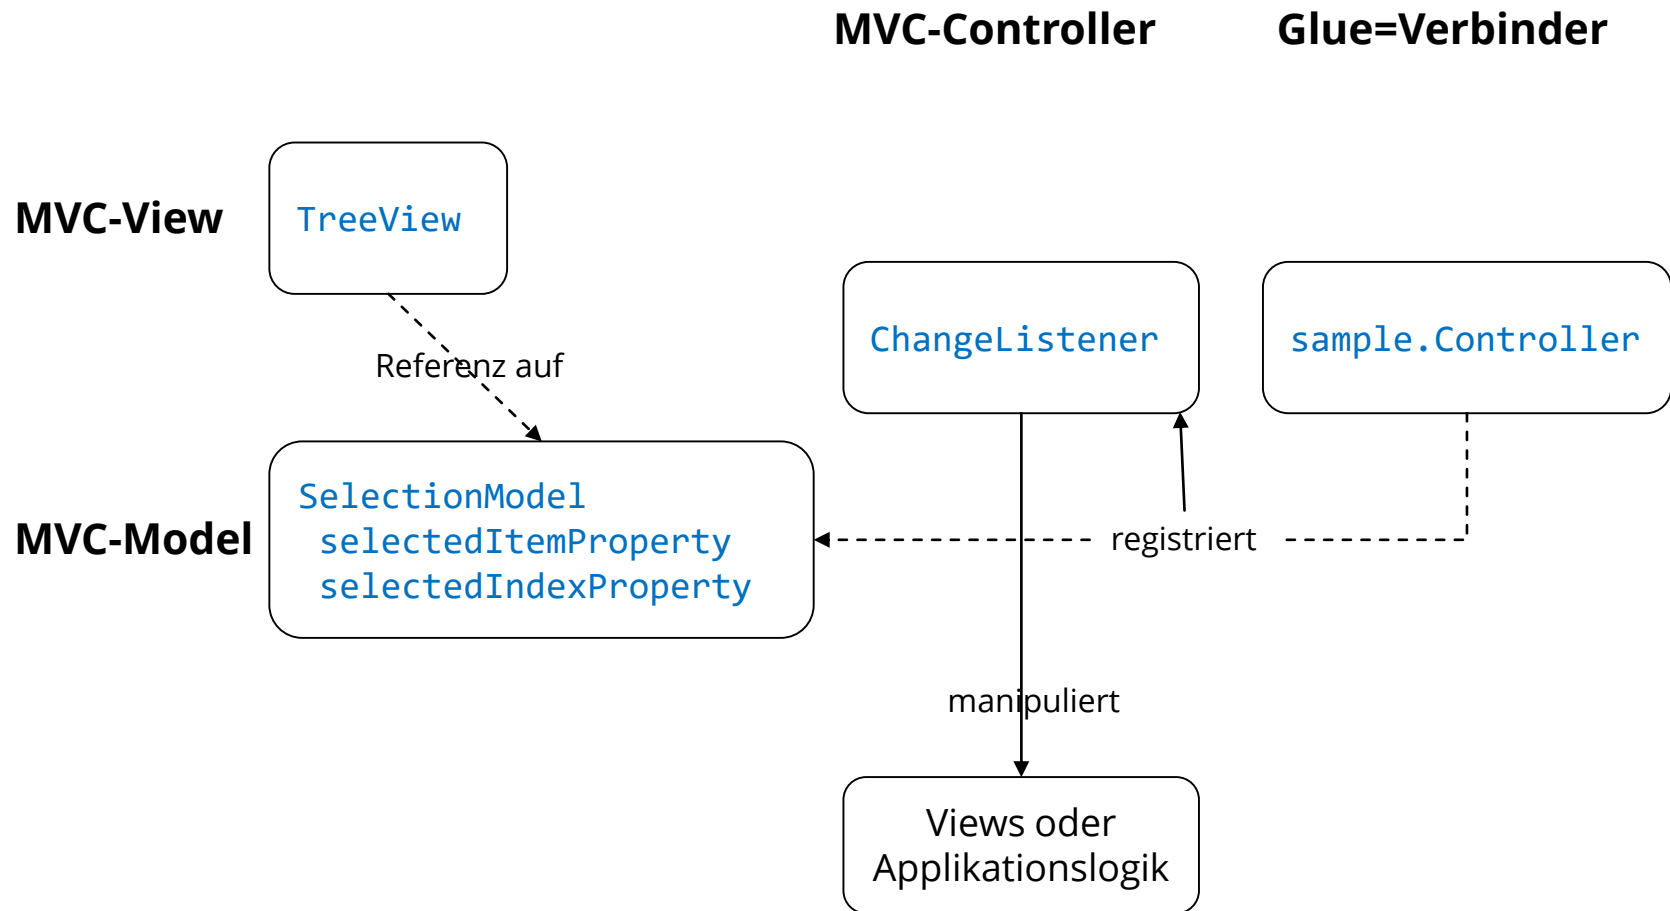 MVC-Controller
Glue=Verbinder
MVC-View
TreeView
ChangeListener
sample.Controller
Referenz auf
MVC-Model
SelectionModel
selectedItemProperty
selectedIndexProperty
registriert
manipuliert
Views oder
Applikationslogik